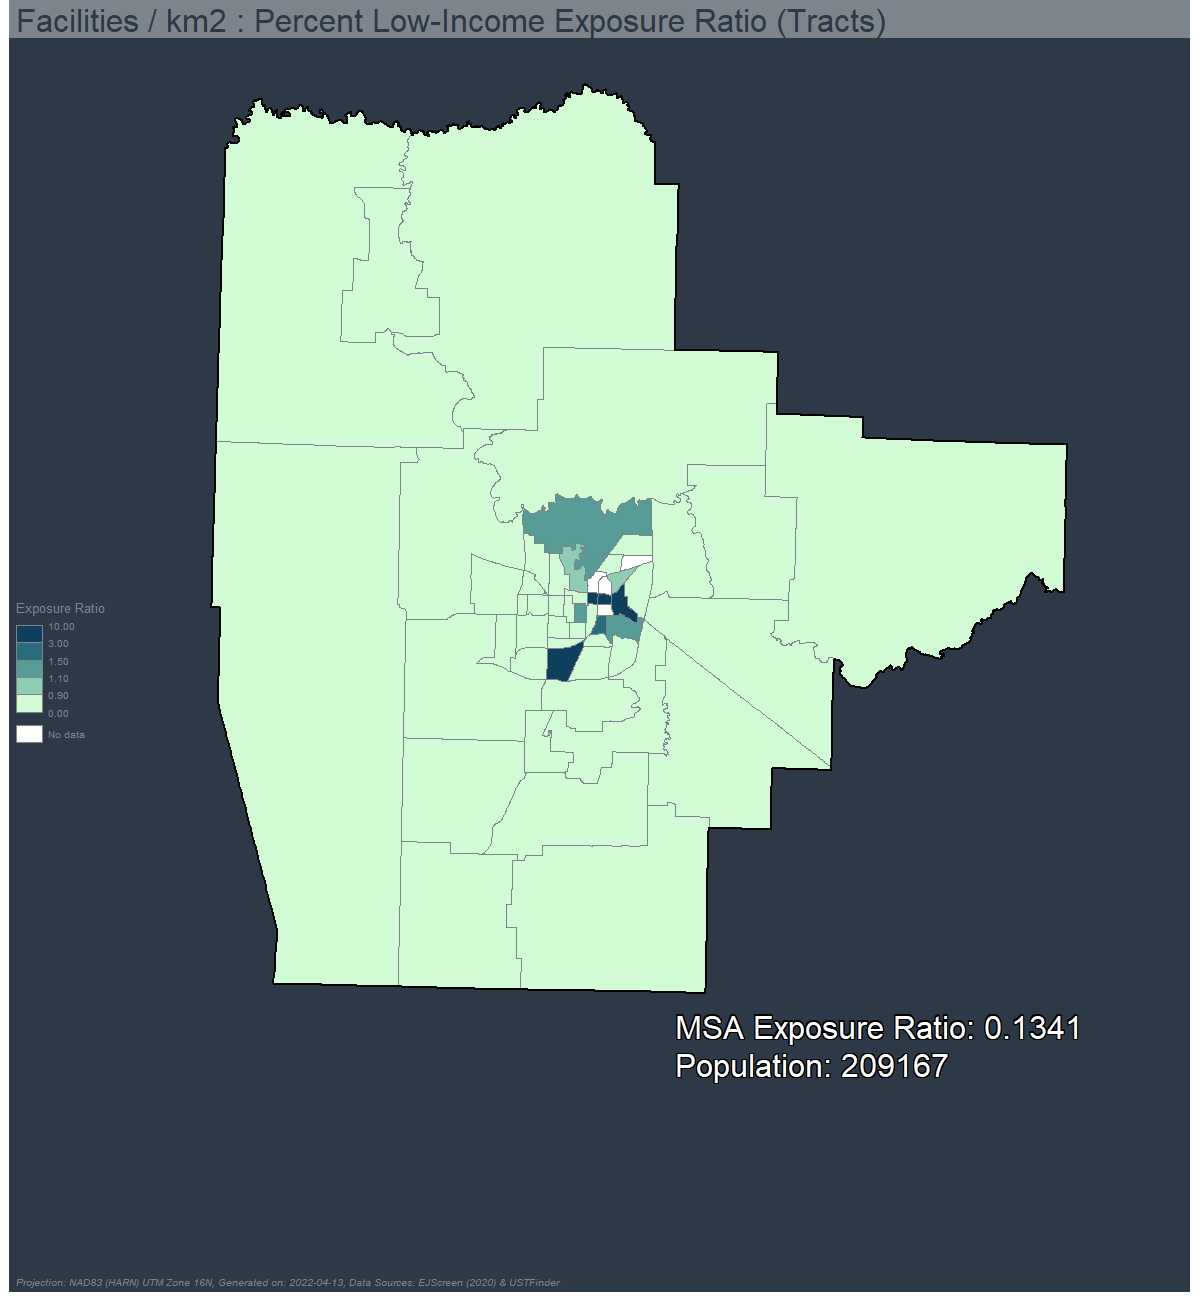 Facilities / km2 : Percent Low-Income Exposure Ratio (Tracts)
Exposure Ratio
10.00
3.00
1.50
1.10
0.90
0.00
No data
MSA Exposure Ratio: 0.1341
Population: 209167
Projection: NAD83 (HARN) UTM Zone 16N, Generated on: 2022-04-13, Data Sources: EJScreen (2020) & USTFinder